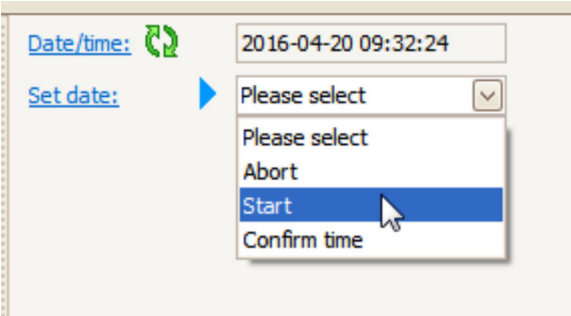 Date/time: 2016-04-20 09:32:24
Set date: Please select
Please select
Abort
Start
Confirm time